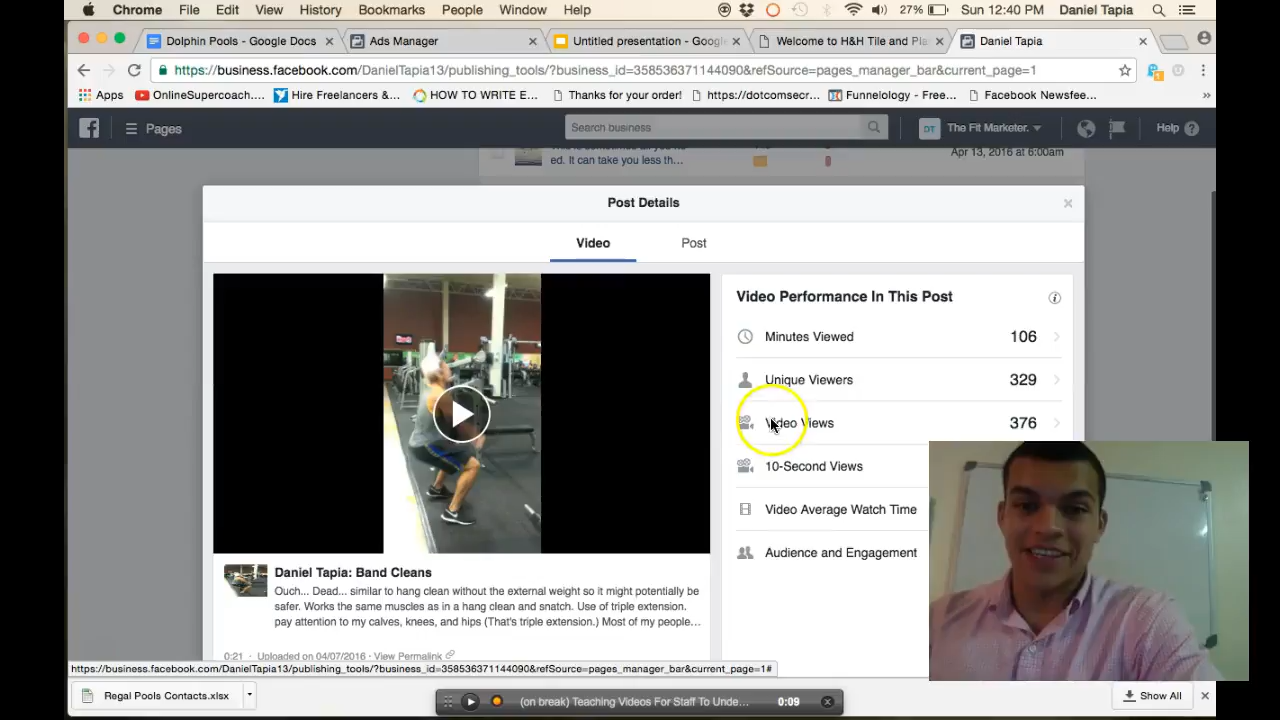 Chrome File Edit View History Bookmarks People Window Help 27% Sun 12:40 PM Daniel Tapia
Dolphin Pools - Google Docs Ads Manager Untitled presentation - Goog Welcome to H&H Tile and Pla Daniel Tapia
https://business.facebook.com/DanielTapia13/publishing_tools/?business_id=358536371144090&refSource=pages_manager_bar&current_page=1
Apps OnlineSupercoach.... Hire Freelancers &... HOW TO WRITE E... Thanks for your order! https://dotcomsecr... Funnelology - Free... Facebook Newsfee... »
Pages Search business DT The Fit Marketer. Help
ed. It can take you less th... Apr 13, 2016 at 6:00am
Post Details
Video Post
Video Performance In This Post
Minutes Viewed 106
Unique Viewers 329
Video Views 376
10-Second Views
Video Average Watch Time
Audience and Engagement
Daniel Tapia: Band Cleans
Ouch... Dead... similar to hang clean without the external weight so it might potentially be
safer. Works the same muscles as in a hang clean and snatch. Use of triple extension.
pay attention to my calves, knees, and hips (That's triple extension.) Most of my people...
0:21 · Uploaded on 04/07/2016 · View Permalink
https://business.facebook.com/DanielTapia13/publishing_tools/?business_id=358536371144090&refSource=pages_manager_bar&current_page=1#
Regal Pools Contacts.xlsx (on break) Teaching Videos For Staff To Unde... 0:09 Show All